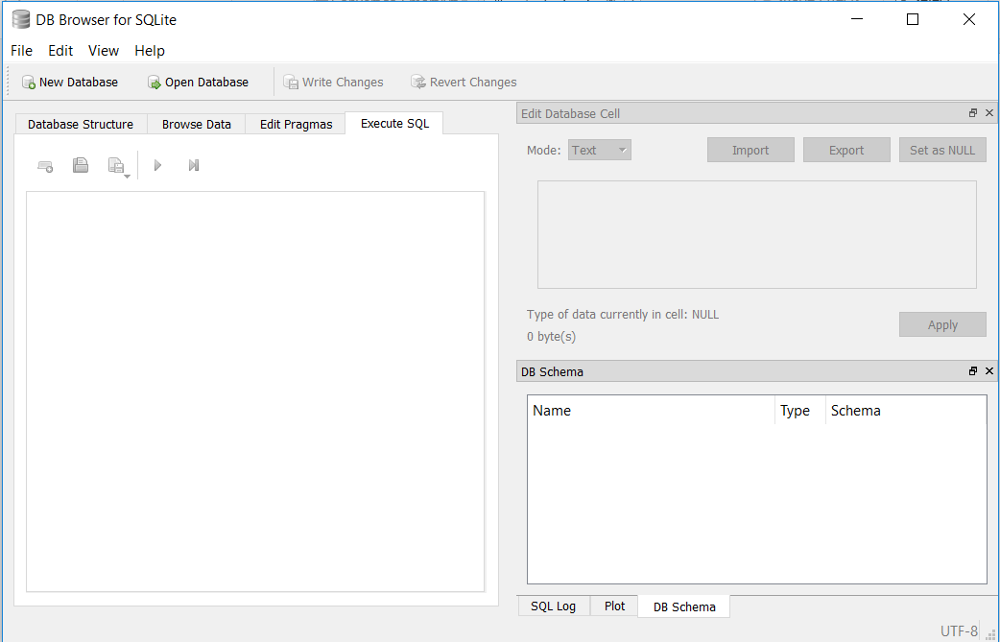 DB Browser for SQLite
File Edit View Help
New Database Open Database Write Changes Revert Changes
Database Structure Browse Data Edit Pragmas Execute SQL
Edit Database Cell
Mode: Text Import Export Set as NULL
Type of data currently in cell: NULL
0 byte(s)
Apply
DB Schema
Name Type Schema
SQL Log Plot DB Schema
UTF-8